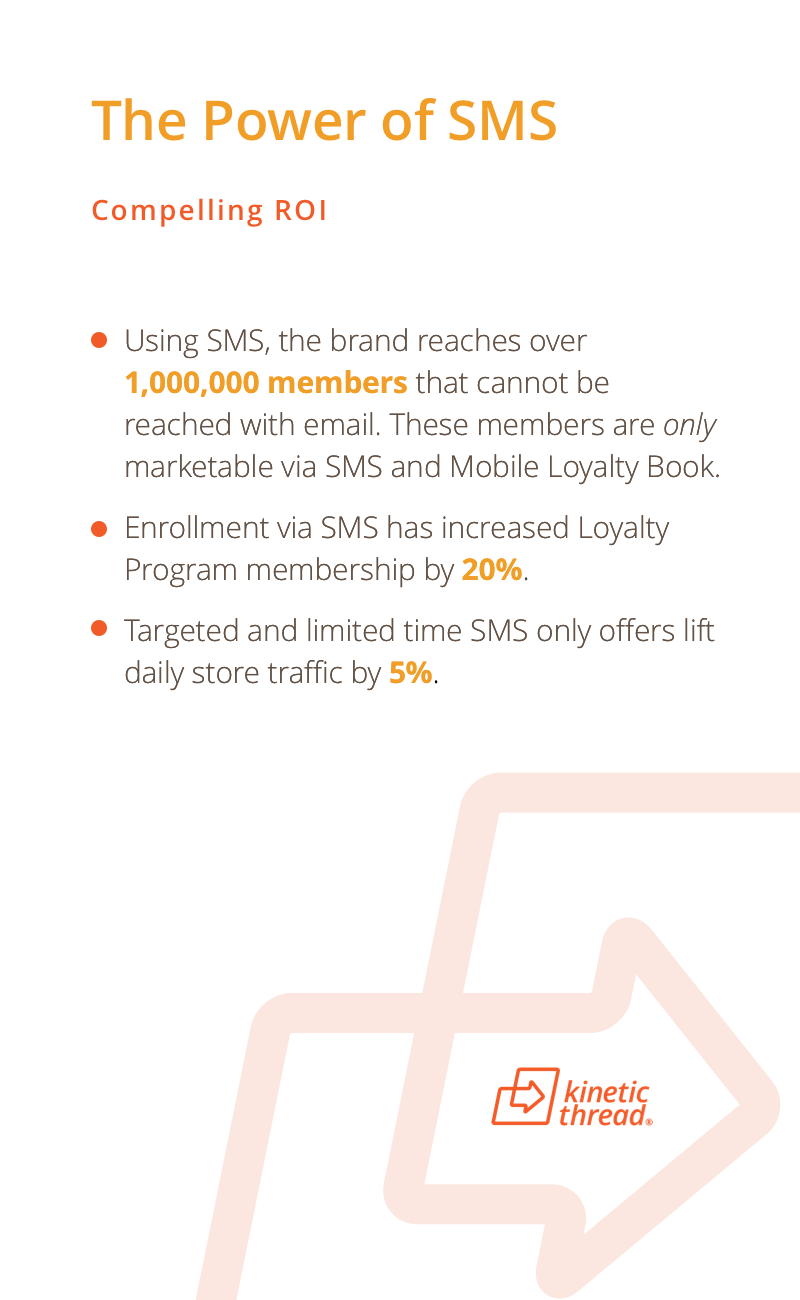 The Power of SMS
Compelling ROI
Using SMS, the brand reaches over
1,000,000 members that cannot be
reached with email. These members are only
marketable via SMS and Mobile Loyalty Book.
Enrollment via SMS has increased Loyalty
Program membership by 20%.
Targeted and limited time SMS only offers lift
daily store traffic by 5%.
kinetic
thread®